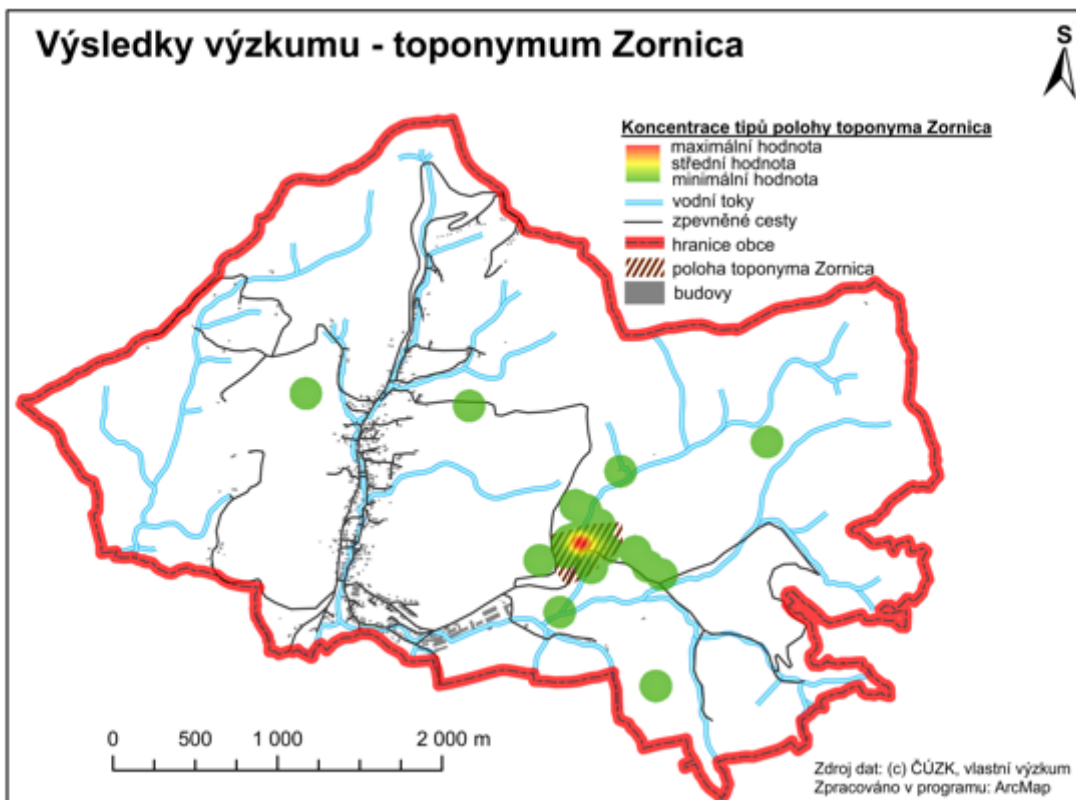 Výsledky výzkumu - toponymum Zornica
S
Koncentrace tipů polohy toponyma Zornica
maximální hodnota
střední hodnota
minimální hodnota
vodní toky
zpevněné cesty
hranice obce
poloha toponyma Zornica
budovy
0 500 1 000 2 000 m
Zdroj dat: (c) ČÚZK, vlastní výzkum
Zpracováno v programu: ArcMap